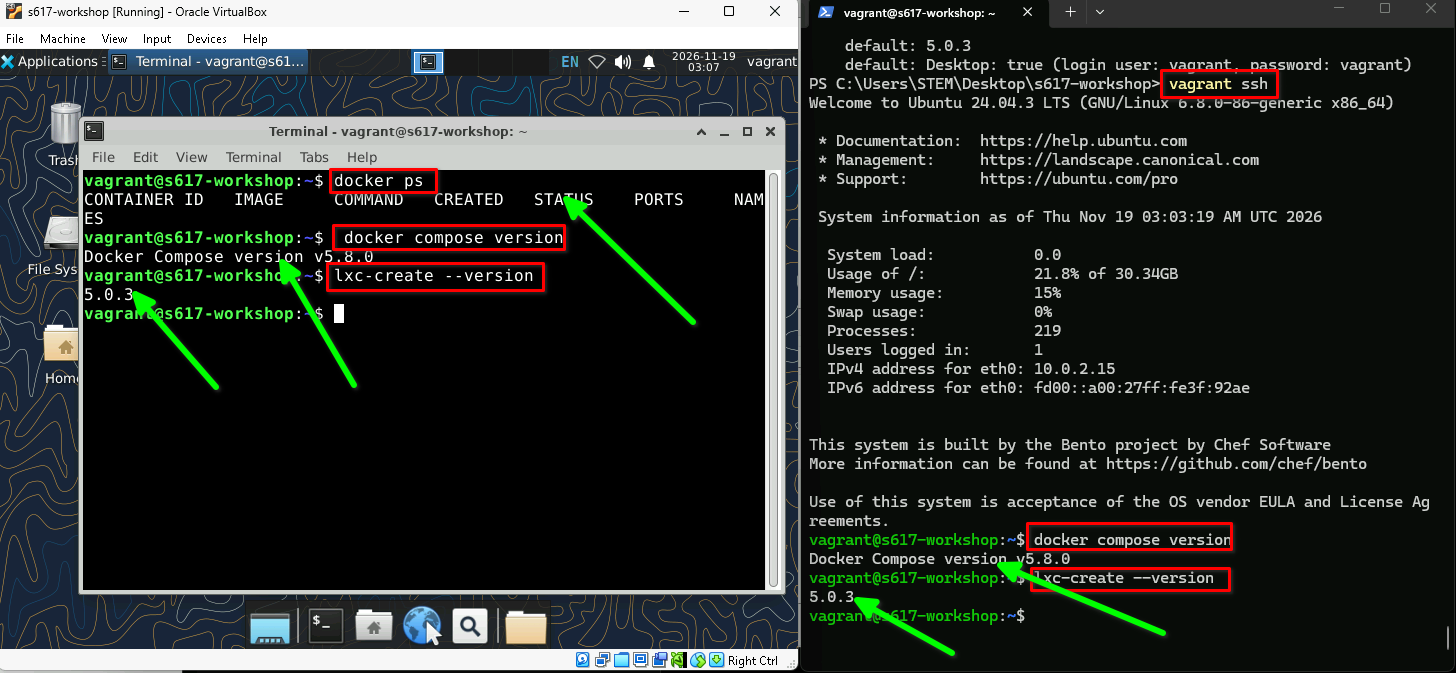 s617-workshop [Running] - Oracle VirtualBox
File Machine View Input Devices Help
Applications Terminal - vagrant@s61... EN 2026-11-19 03:07 vagrant
Trash
File Sys
Home
Terminal - vagrant@s617-workshop: ~
File Edit View Terminal Tabs Help
vagrant@s617-workshop:~$ docker ps
CONTAINER ID IMAGE COMMAND CREATED STATUS PORTS NAM
ES
vagrant@s617-workshop:~$ docker compose version
Docker Compose version v5.8.0
vagrant@s617-workshop:~$ lxc-create --version
5.0.3
vagrant@s617-workshop:~$
Right Ctrl
vagrant@s617-workshop: ~
default: 5.0.3
default: Desktop: true (login user: vagrant, password: vagrant)
PS C:\Users\STEM\Desktop\s617-workshop> vagrant ssh
Welcome to Ubuntu 24.04.3 LTS (GNU/Linux 6.8.0-86-generic x86_64)
* Documentation: https://help.ubuntu.com
* Management: https://landscape.canonical.com
* Support: https://ubuntu.com/pro
System information as of Thu Nov 19 03:03:19 AM UTC 2026
System load: 0.0
Usage of /: 21.8% of 30.34GB
Memory usage: 15%
Swap usage: 0%
Processes: 219
Users logged in: 1
IPv4 address for eth0: 10.0.2.15
IPv6 address for eth0: fd00::a00:27ff:fe3f:92ae
This system is built by the Bento project by Chef Software
More information can be found at https://github.com/chef/bento
Use of this system is acceptance of the OS vendor EULA and License Ag
reements.
vagrant@s617-workshop:~$ docker compose version
Docker Compose version v5.8.0
vagrant@s617-workshop:~$ lxc-create --version
5.0.3
vagrant@s617-workshop:~$